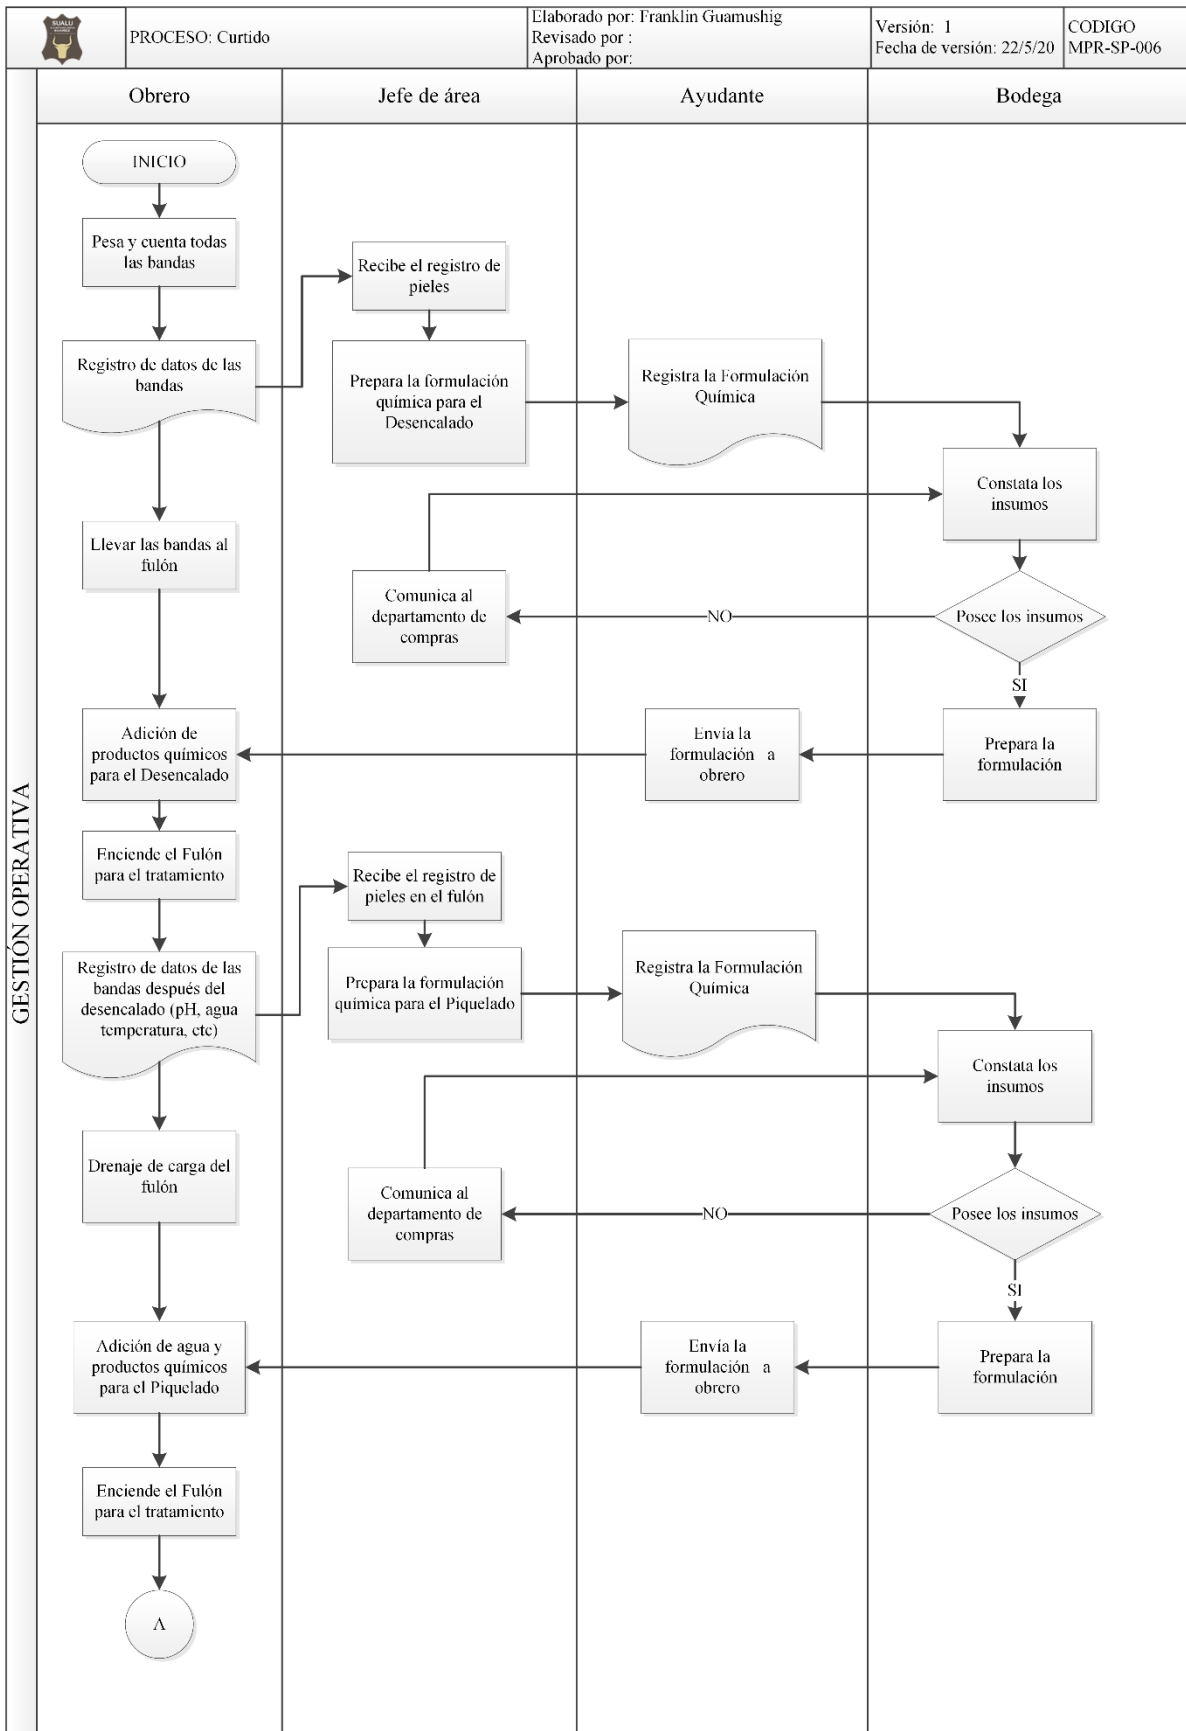 SUALU
PROCESO: Curtido
Elaborado por: Franklin Guamushig
Revisado por :
Aprobado por:
Versión: 1
Fecha de versión: 22/5/20
CODIGO
MPR-SP-006
Obrero
Jefe de área
Ayudante
Bodega
GESTIÓN OPERATIVA
INICIO
Pesa y cuenta todas
las bandas
Recibe el registro de
pieles
Registro de datos de las
bandas
Prepara la formulación
química para el
Desencalado
Registra la Formulación
Química
Constata los
insumos
Llevar las bandas al
fulón
Comunica al
departamento de
compras
NO
Posee los insumos
SI
Adición de
productos químicos
para el Desencalado
Envía la
formulación a
obrero
Prepara la
formulación
Enciende el Fulón
para el tratamiento
Recibe el registro de
pieles en el fulón
Registro de datos de las
bandas después del
desencalado (pH, agua
temperatura, etc)
Prepara la formulación
química para el Piquelado
Registra la Formulación
Química
Constata los
insumos
Drenaje de carga del
fulón
Comunica al
departamento de
compras
NO
Posee los insumos
SI
Adición de agua y
productos químicos
para el Piquelado
Envía la
formulación a
obrero
Prepara la
formulación
Enciende el Fulón
para el tratamiento
A